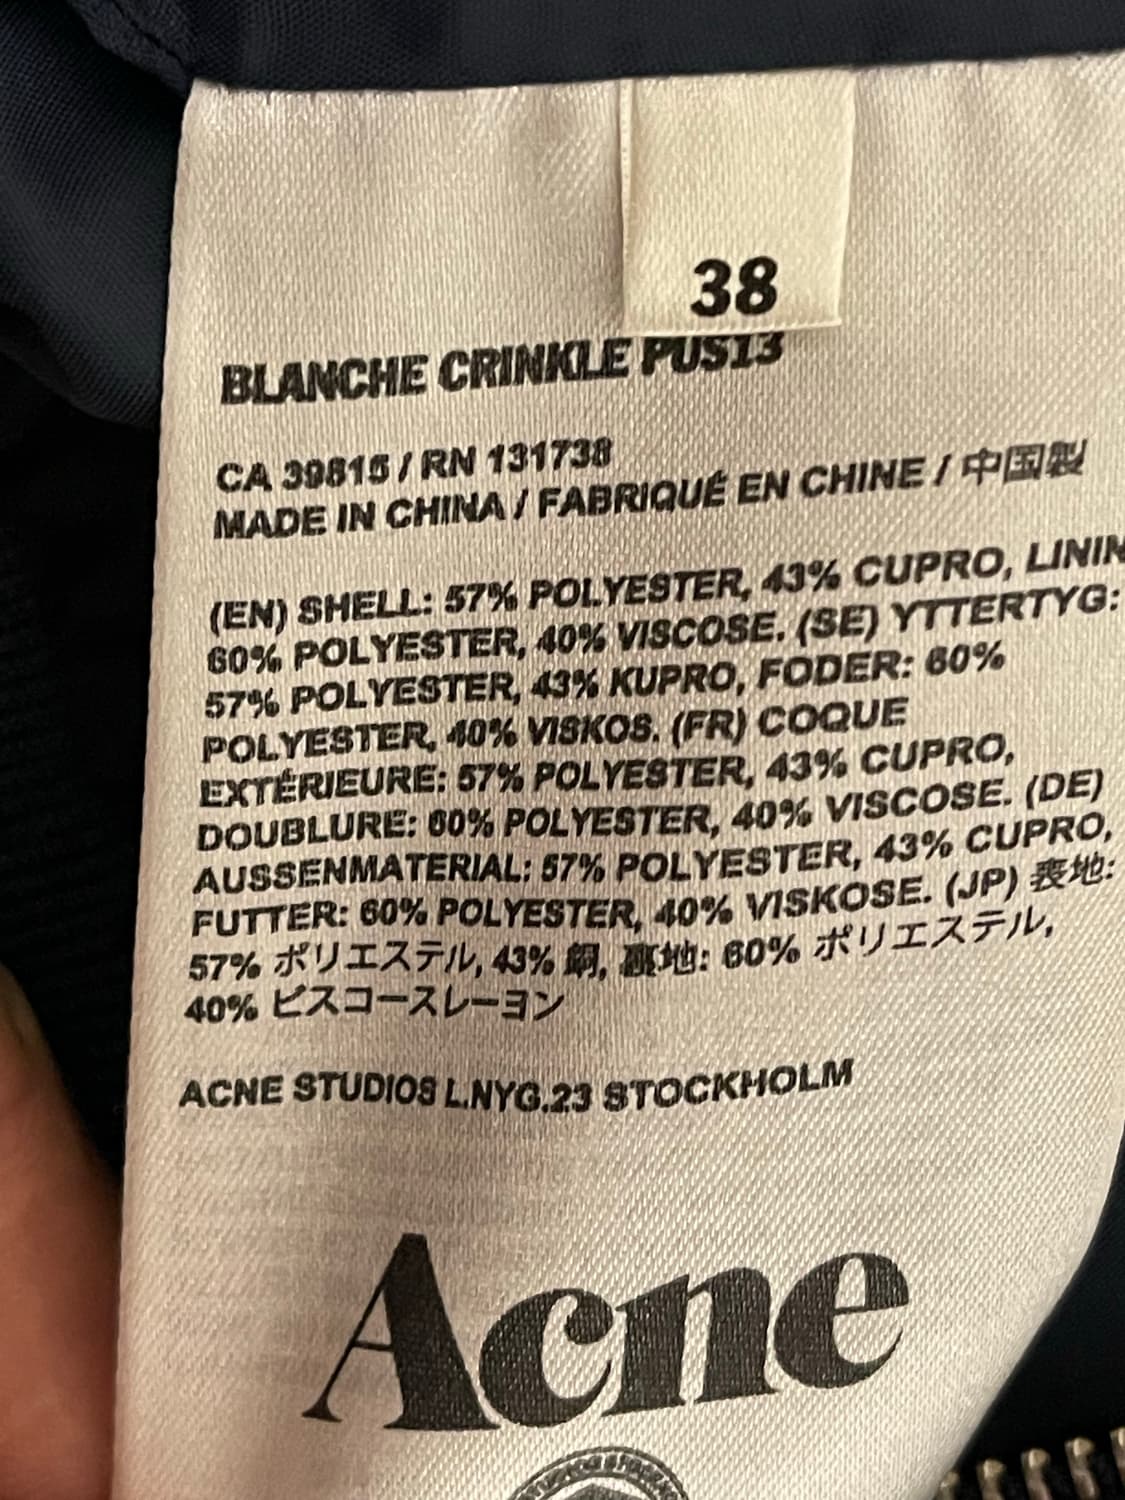 38
BLANCHE CRINKLE PUS13
CA 39815 / RN 131738
MADE IN CHINA / FABRIQUÉ EN CHINE / 中国製
(EN) SHELL: 57% POLYESTER, 43% CUPRO, LININ
60% POLYESTER, 40% VISCOSE. (SE) YTTERTYG:
57% POLYESTER, 43% KUPRO, FODER: 60%
POLYESTER, 40% VISKOS. (FR) COQUE
EXTÉRIEURE: 57% POLYESTER, 43% CUPRO,
DOUBLURE: 60% POLYESTER, 40% VISCOSE. (DE)
AUSSENMATERIAL: 57% POLYESTER, 43% CUPRO,
FUTTER: 60% POLYESTER, 40% VISKOSE. (JP) 表地:
57% ポリエステル, 43% 銅, 裏地: 60% ポリエステル,
40% ビスコースレーヨン
ACNE STUDIOS L.NYG.23 STOCKHOLM
Acne